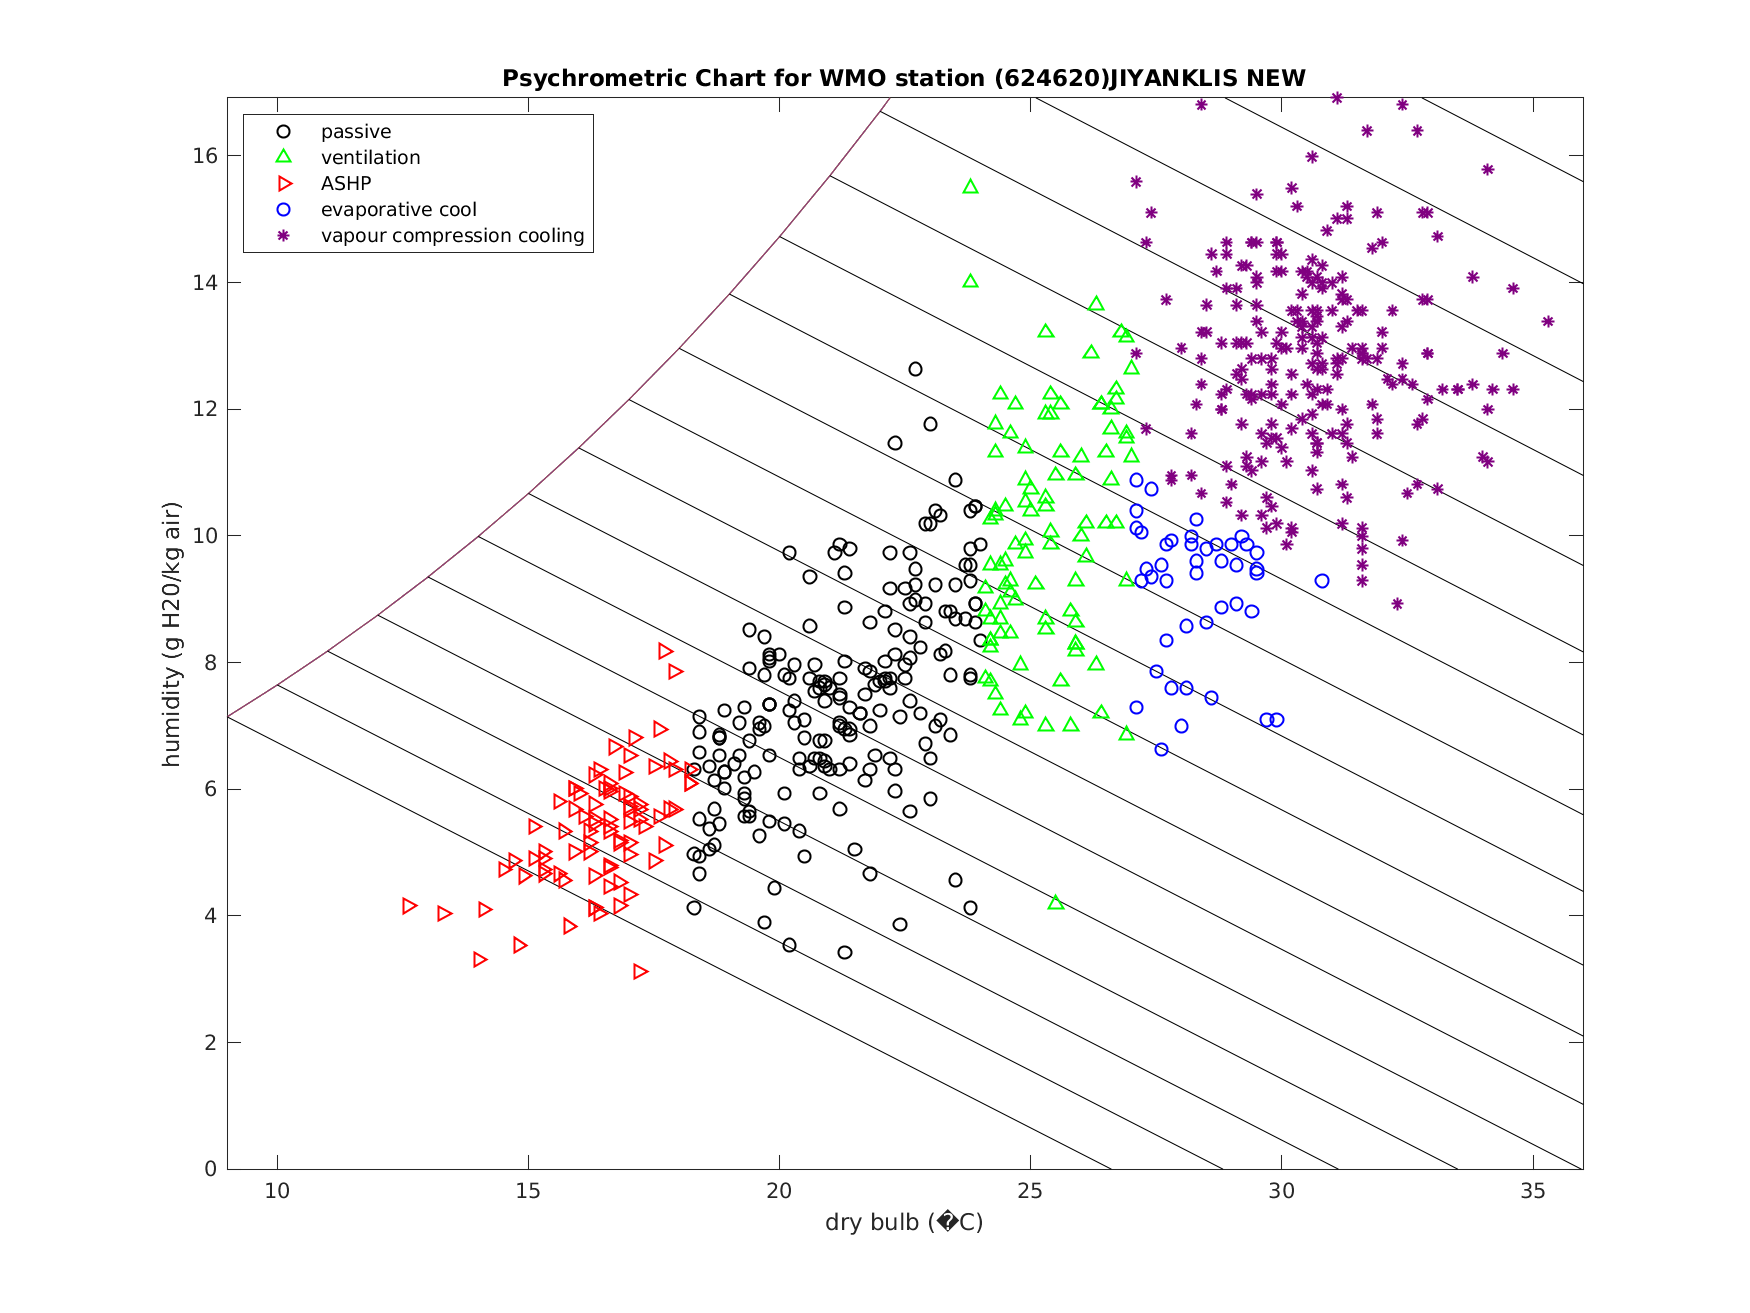 Psychrometric Chart for WMO station (624620)JIYANKLIS NEW
passive
ventilation
ASHP
evaporative cool
vapour compression cooling
humidity (g H20/kg air)
16
14
12
10
8
6
4
2
0
10 15 20 25 30 35
dry bulb (�C)